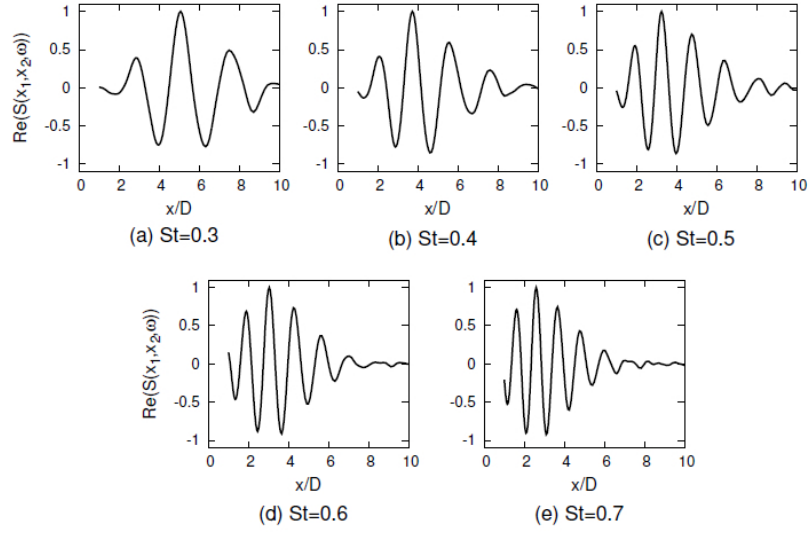 Re(S(x₁,x₂,ω))
1
0.5
0
-0.5
-1
0 2 4 6 8 10
x/D
(a) St=0.3
1
0.5
0
-0.5
-1
0 2 4 6 8 10
x/D
(b) St=0.4
1
0.5
0
-0.5
-1
0 2 4 6 8 10
x/D
(c) St=0.5
Re(S(x₁,x₂,ω))
1
0.5
0
-0.5
-1
0 2 4 6 8 10
x/D
(d) St=0.6
1
0.5
0
-0.5
-1
0 2 4 6 8 10
x/D
(e) St=0.7